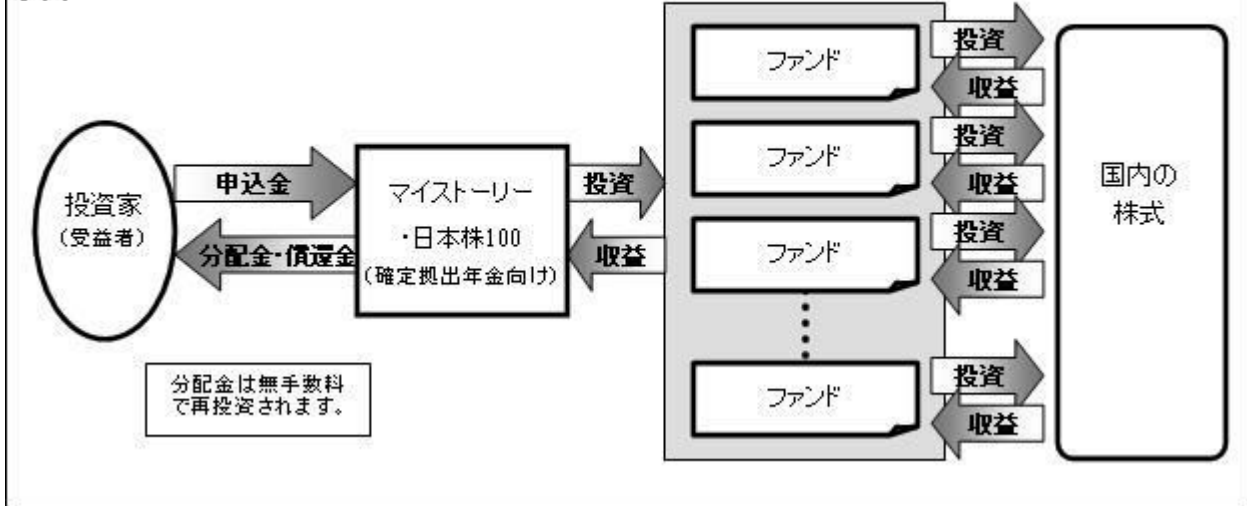 投資家
(受益者)
申込金
分配金・償還金
マイストーリー
・日本株100
(確定拠出年金向け)
投資
収益
ファンド
投資
収益
ファンド
投資
収益
ファンド
投資
収益
ファンド
投資
収益
国内の
株式
分配金は無手数料
で再投資されます。